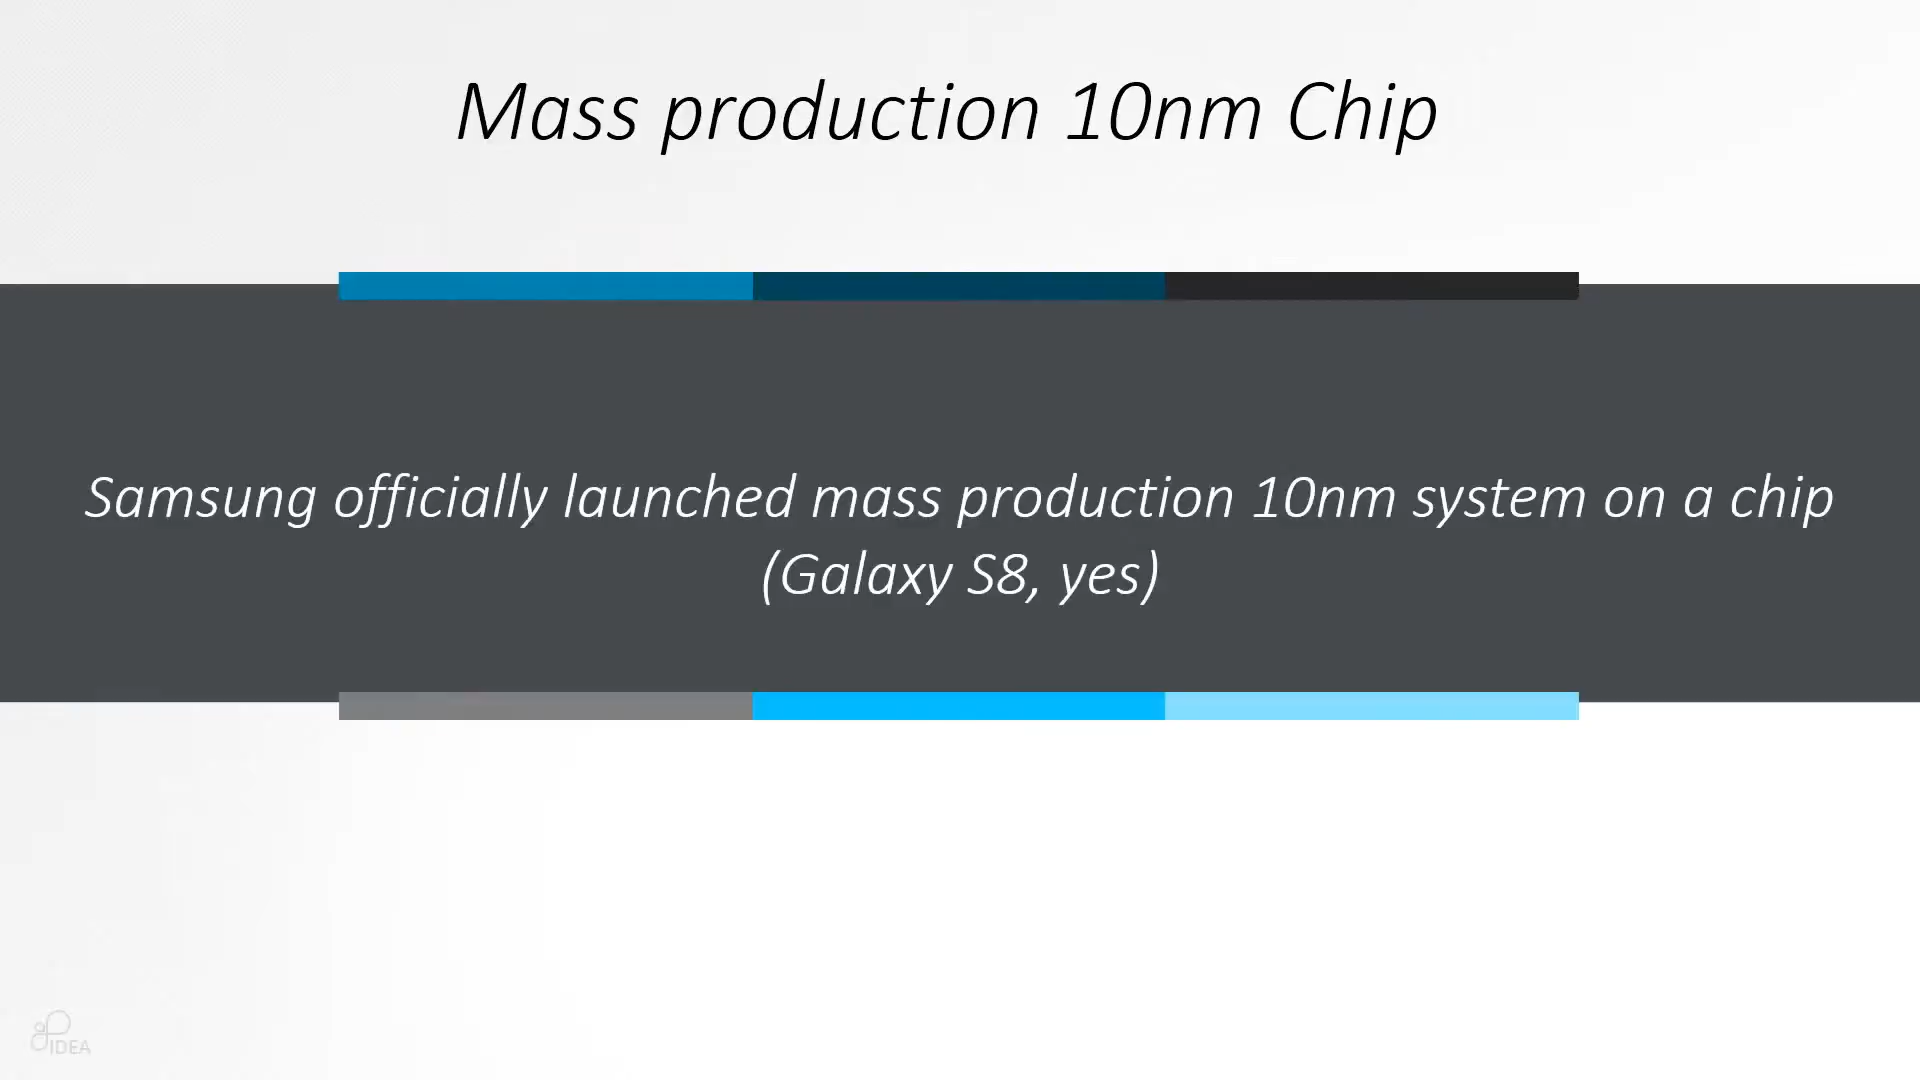 Mass production 10nm Chip
Samsung officially launched mass production 10nm system on a chip
(Galaxy S8, yes)
IDEA